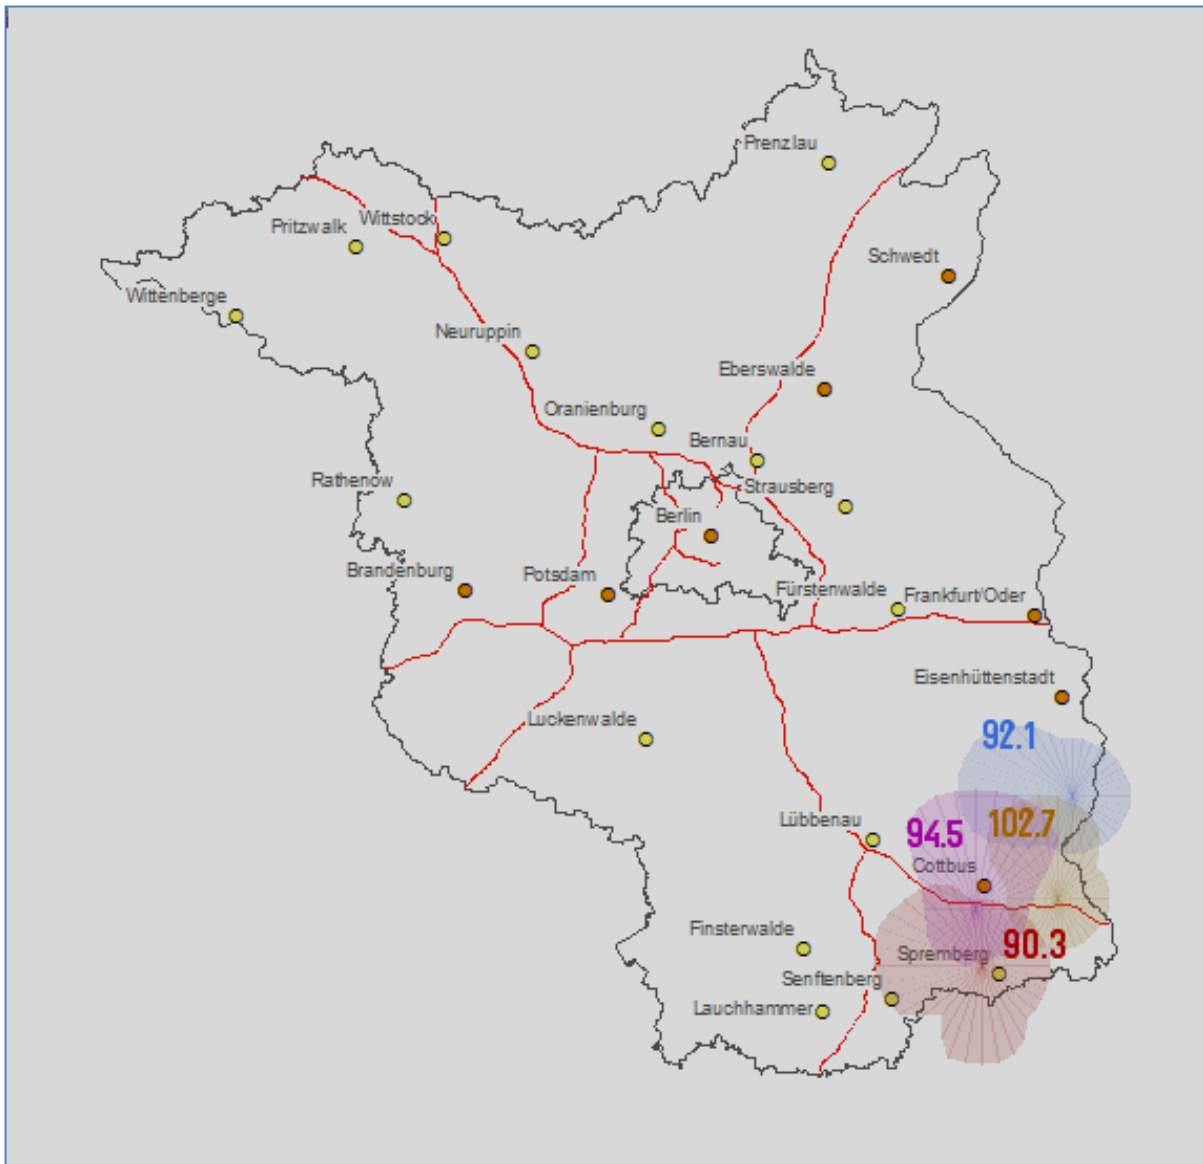 Prenzlau
Wittstock
Pritzwalk
Schwedt
Wittenberge
Neuruppin
Eberswalde
Oranienburg
Bernau
Rathenow
Strausberg
Berlin
Brandenburg
Potsdam
Fürstenwalde
Frankfurt/Oder
Eisenhüttenstadt
Luckenwalde
92.1
Lübbenau
94.5
102.7
Cottbus
Finsterwalde
Spremberg
90.3
Senftenberg
Lauchhammer